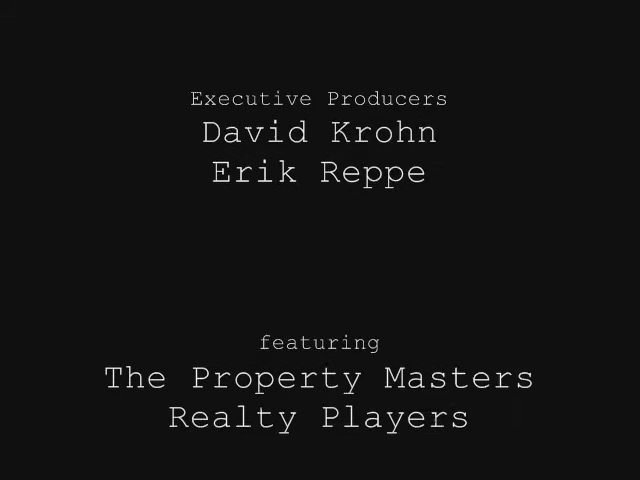 Executive Producers
David Krohn
Erik Reppe
featuring
The Property Masters
Realty Players